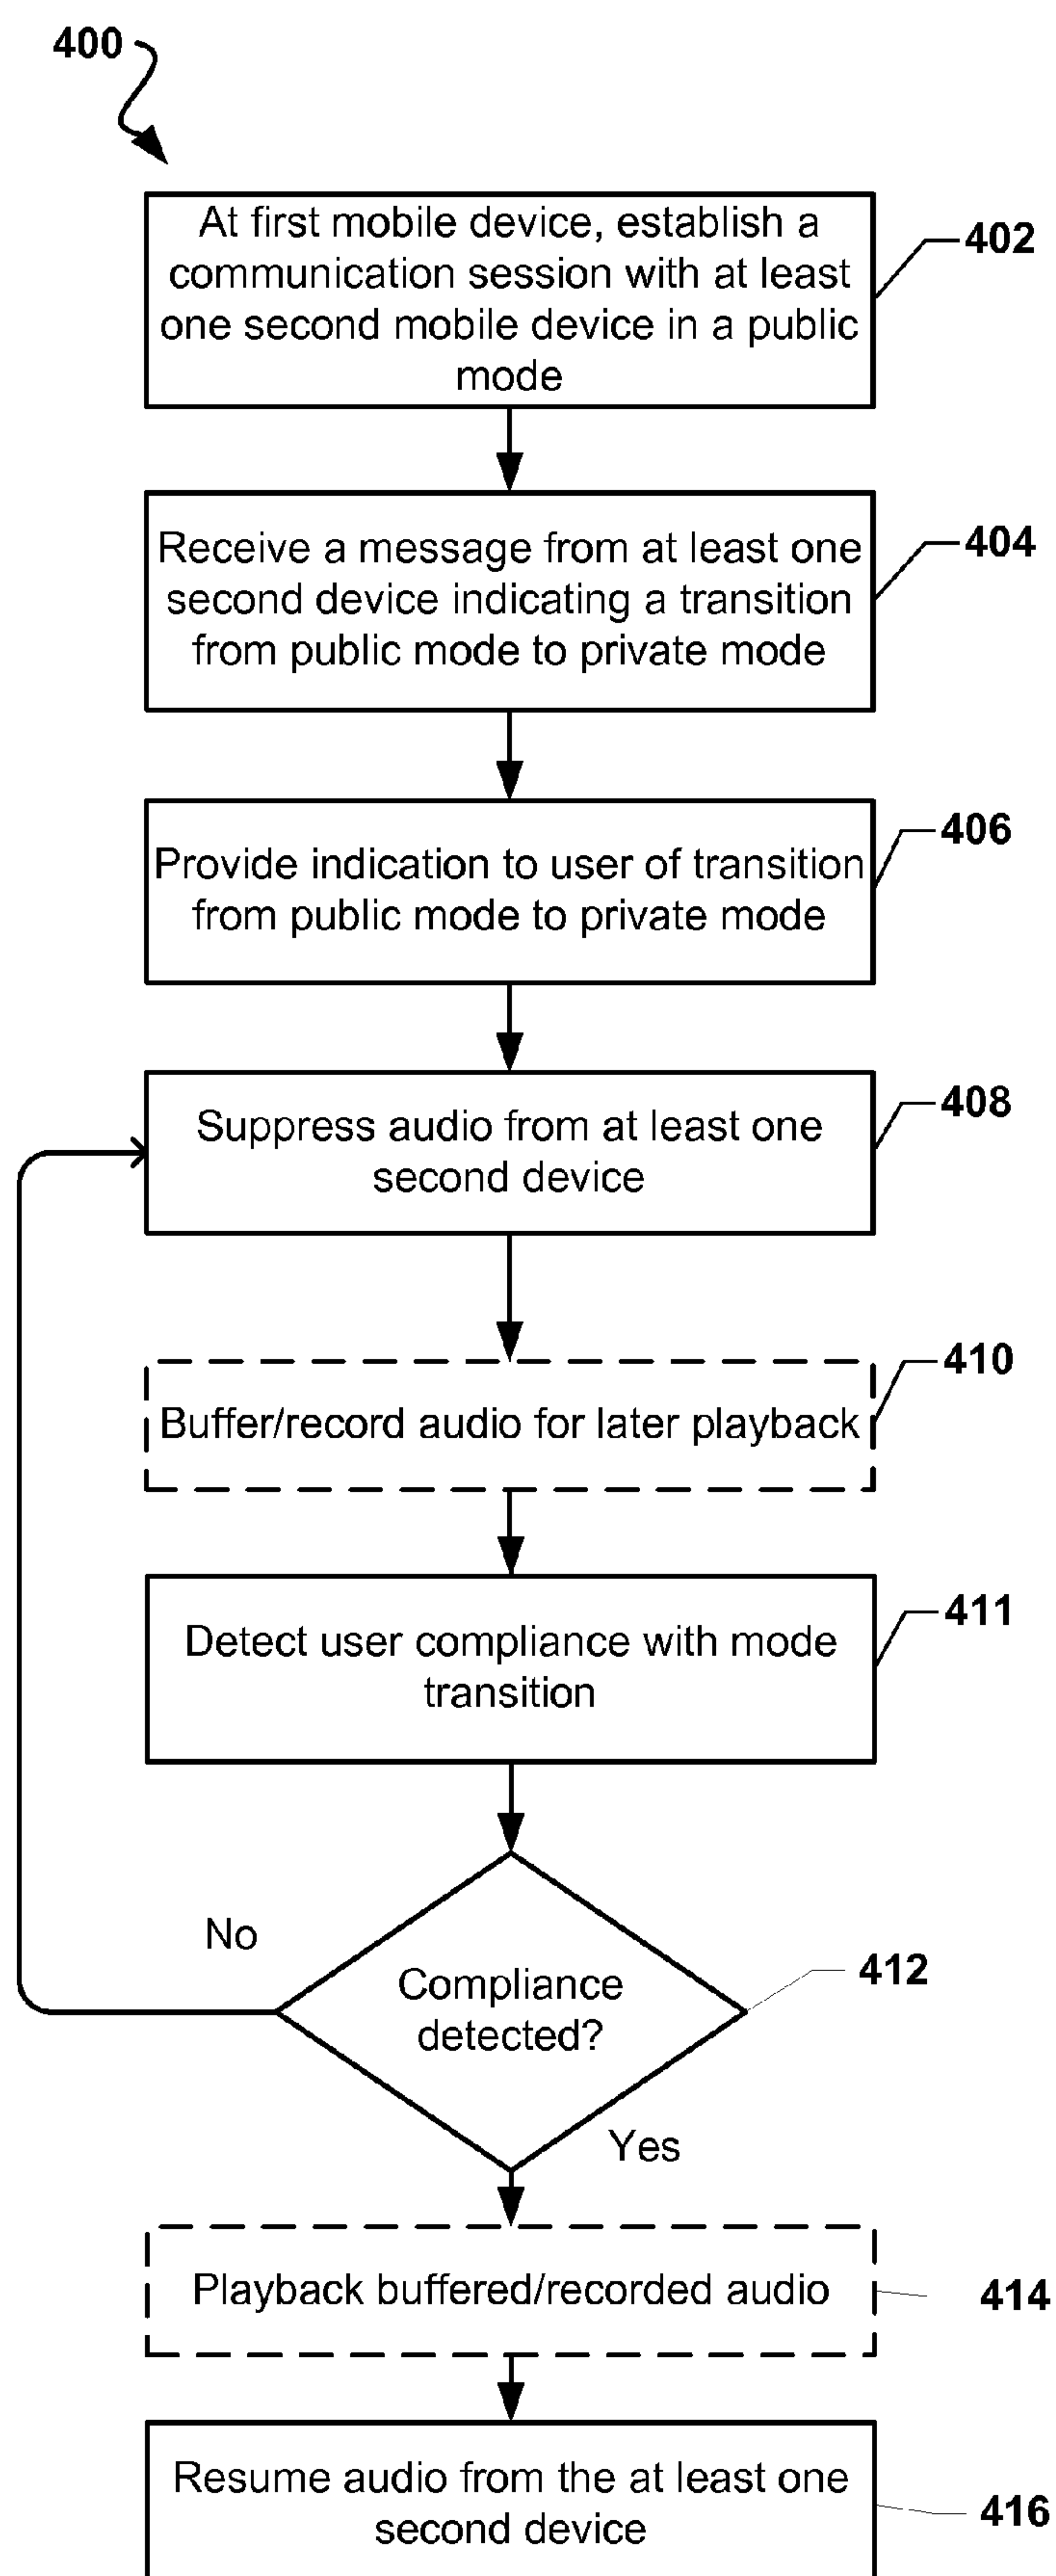 400
At first mobile device, establish a
communication session with at least
one second mobile device in a public
mode
402
Receive a message from at least one
second device indicating a transition
from public mode to private mode
404
Provide indication to user of transition
from public mode to private mode
406
Suppress audio from at least one
second device
408
Buffer/record audio for later playback
410
Detect user compliance with mode
transition
411
Compliance
detected?
412
No
Yes
Playback buffered/recorded audio
414
Resume audio from the at least one
second device
416